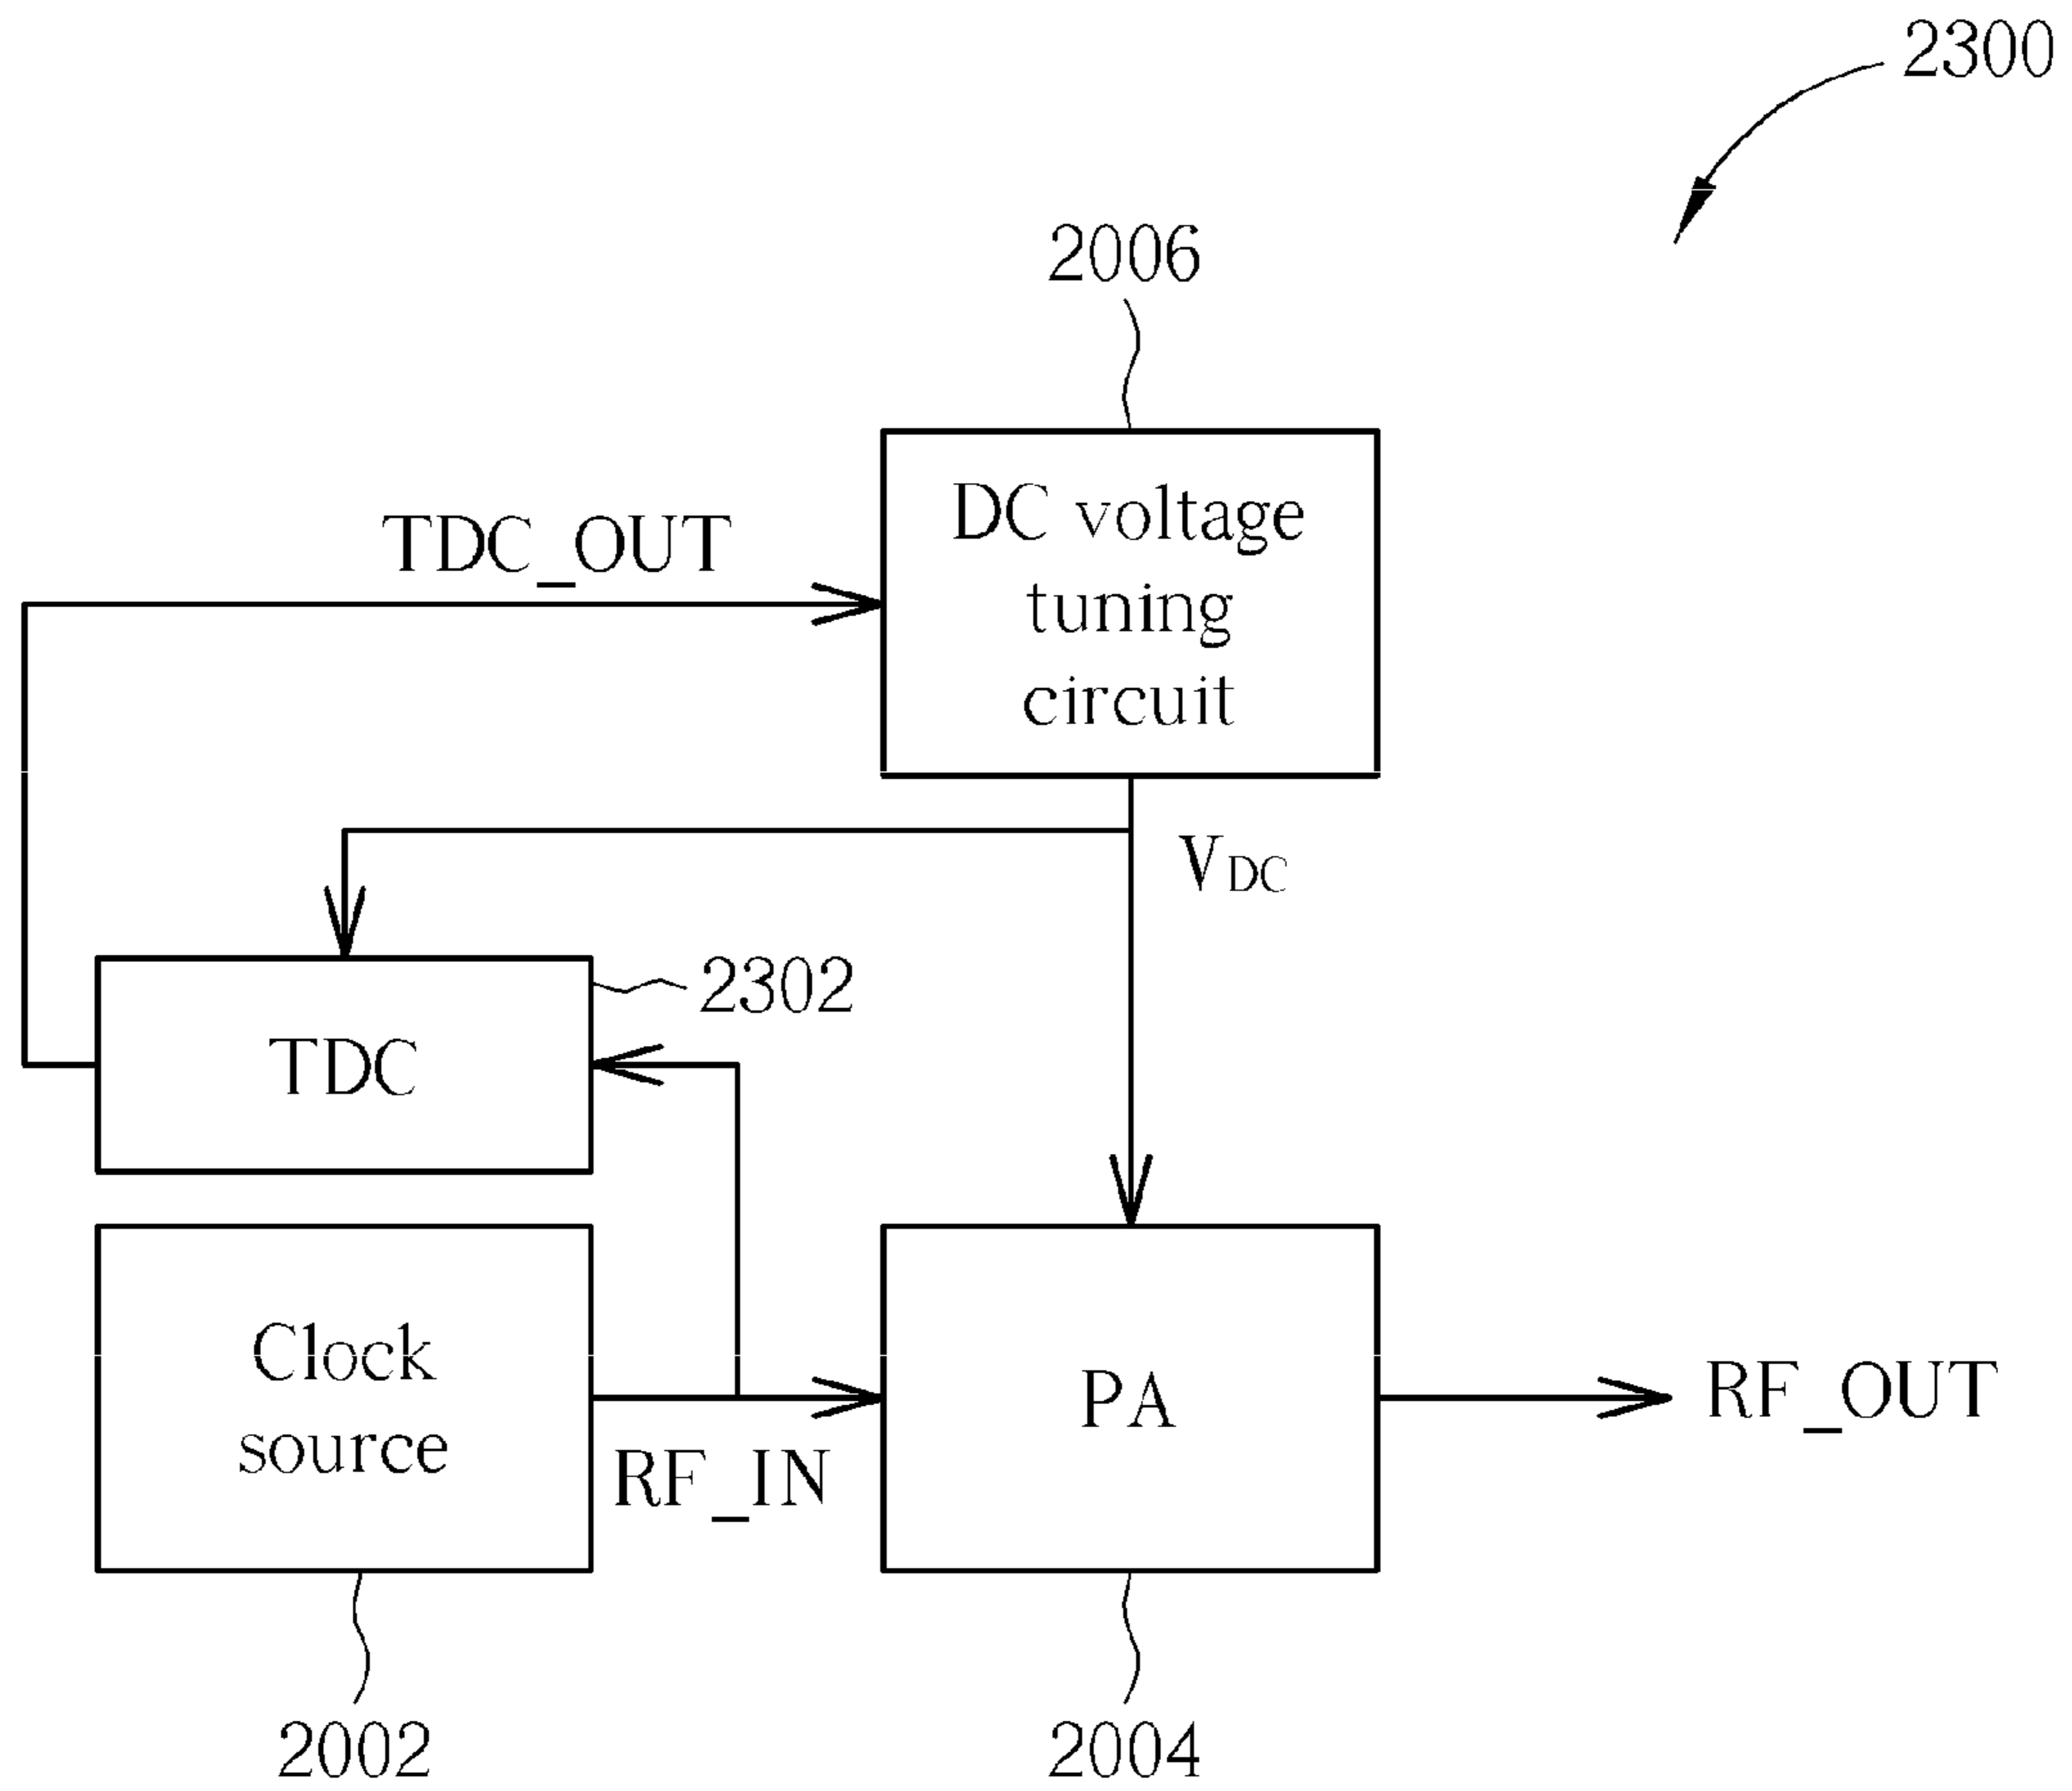 2300
2006
DC voltage
tuning
circuit
TDC_OUT
VDC
2302
TDC
Clock
source
RF_IN
PA
RF_OUT
2002
2004